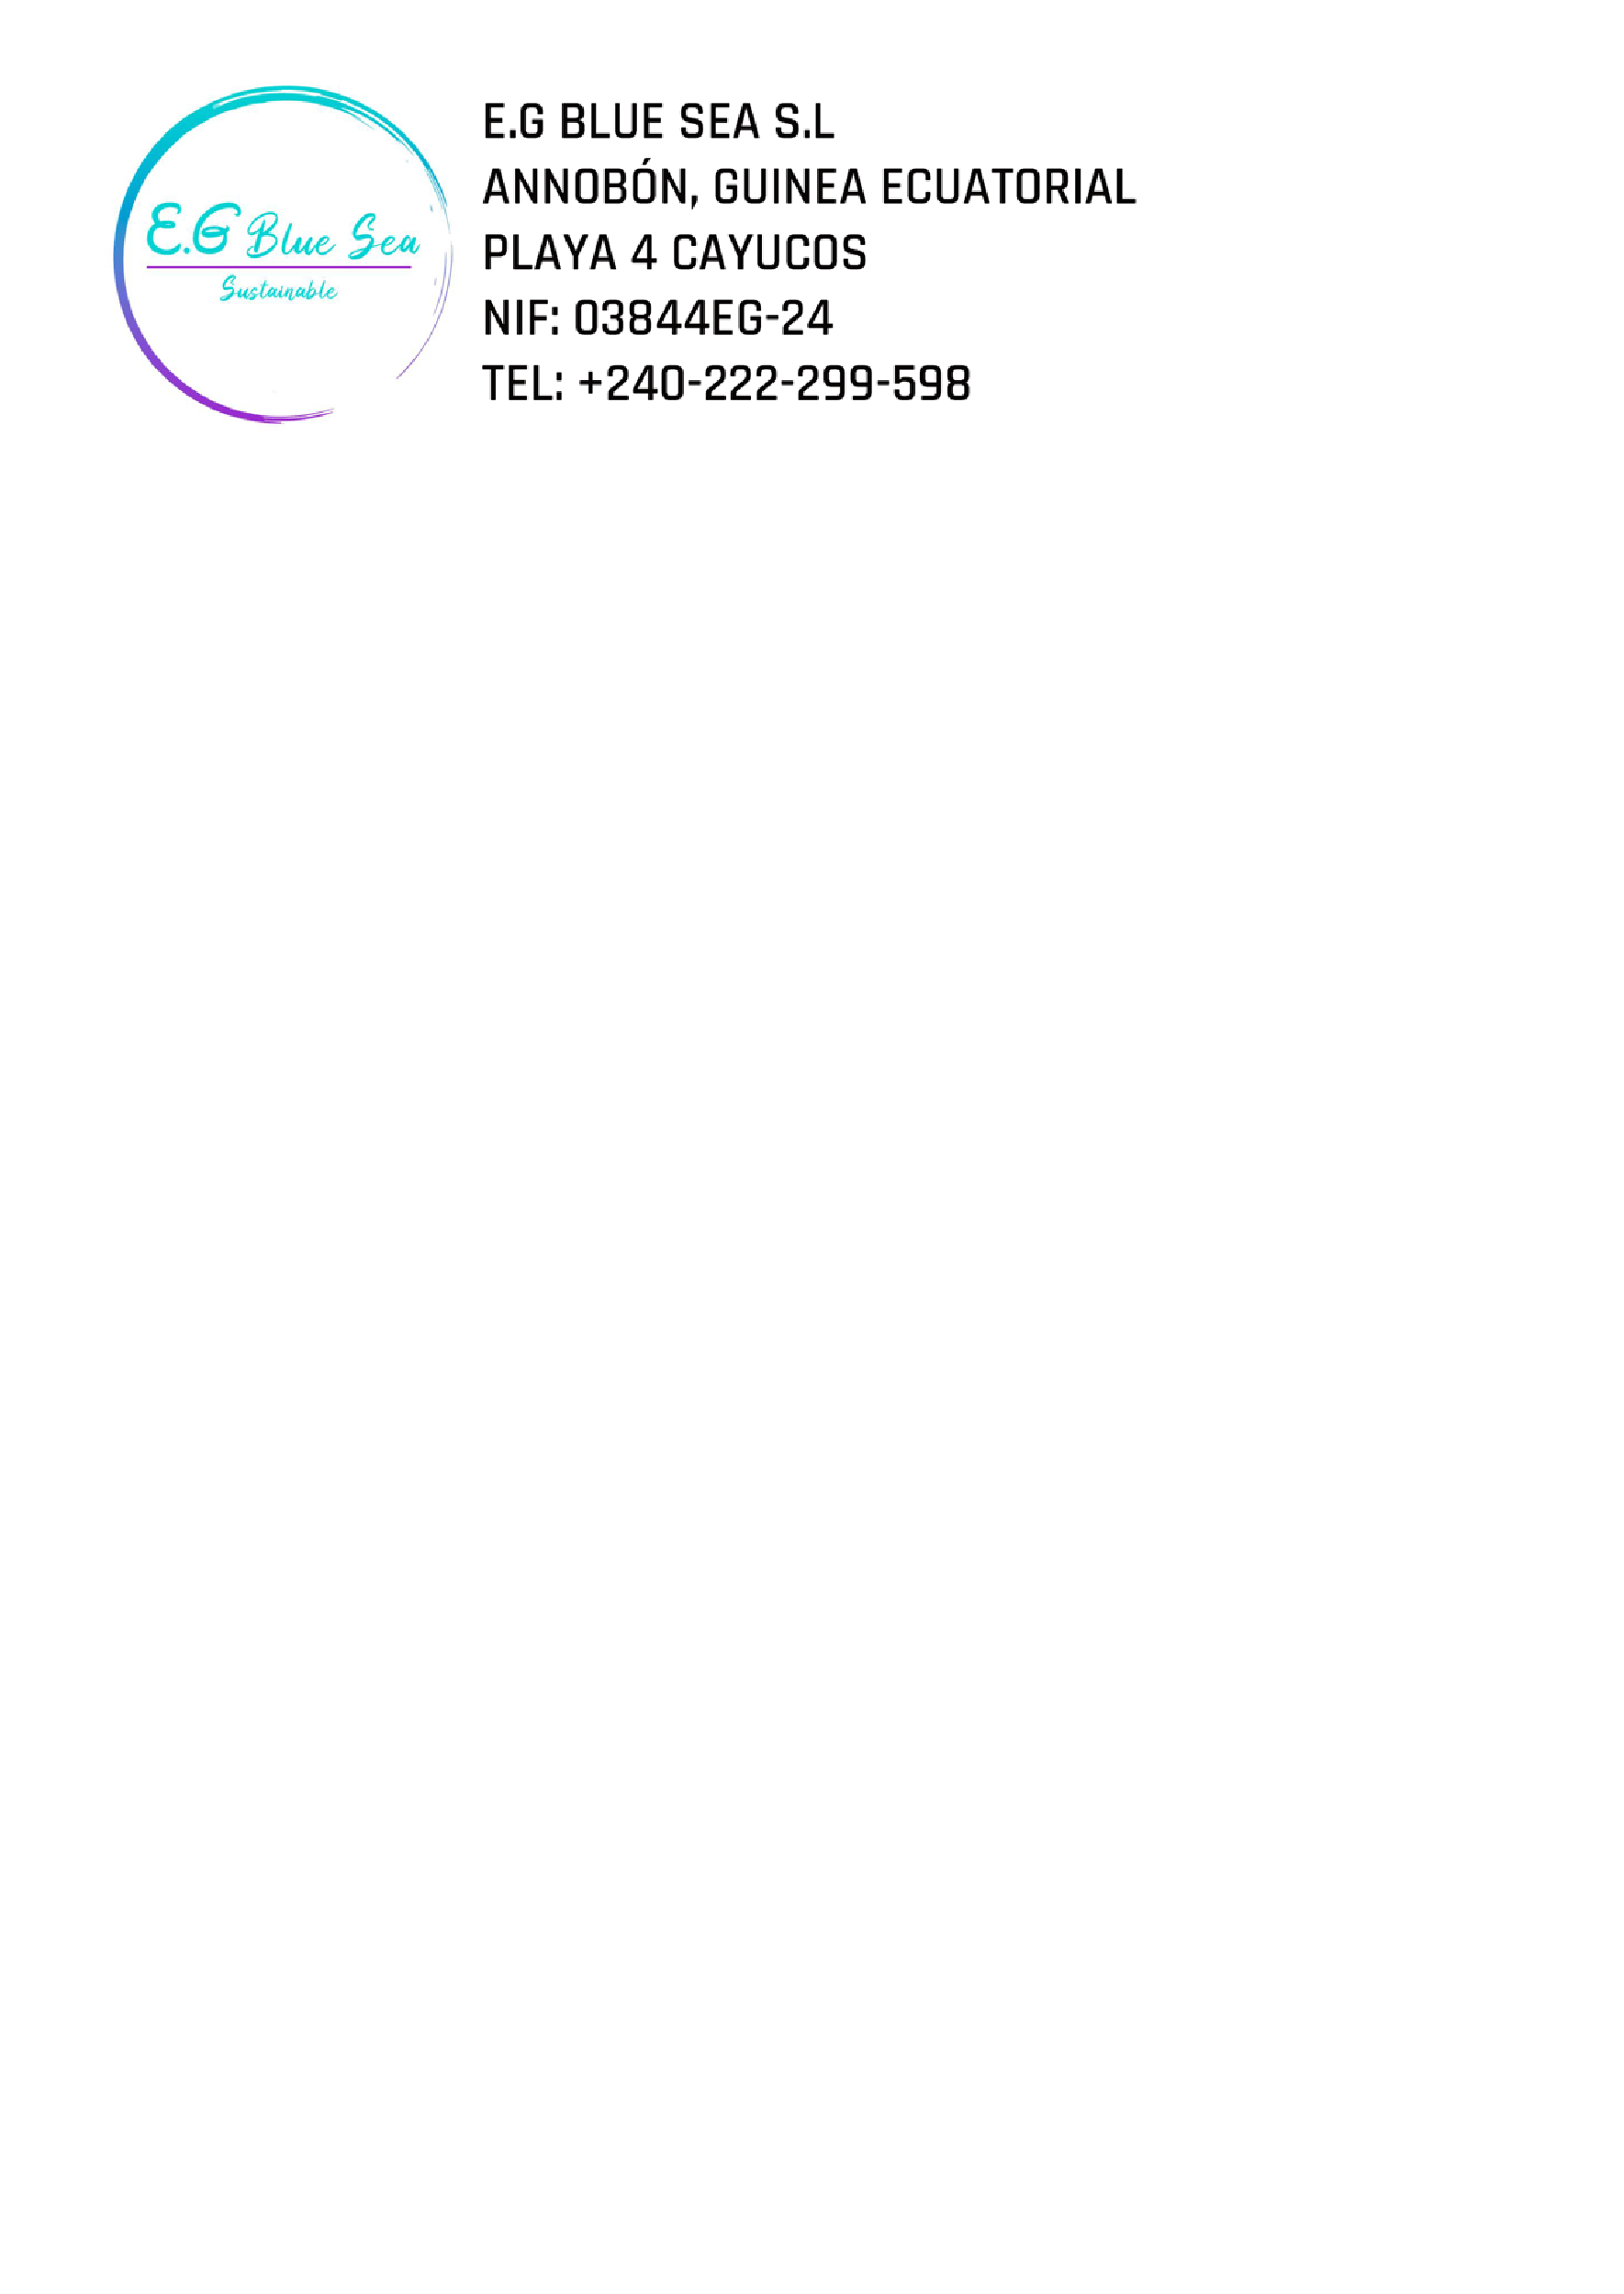 E.G Blue Sea
Sustainable
E.G BLUE SEA S.L
ANNOBÓN, GUINEA ECUATORIAL
PLAYA 4 CAYUCOS
NIF: 03844EG-24
TEL: +240-222-299-598